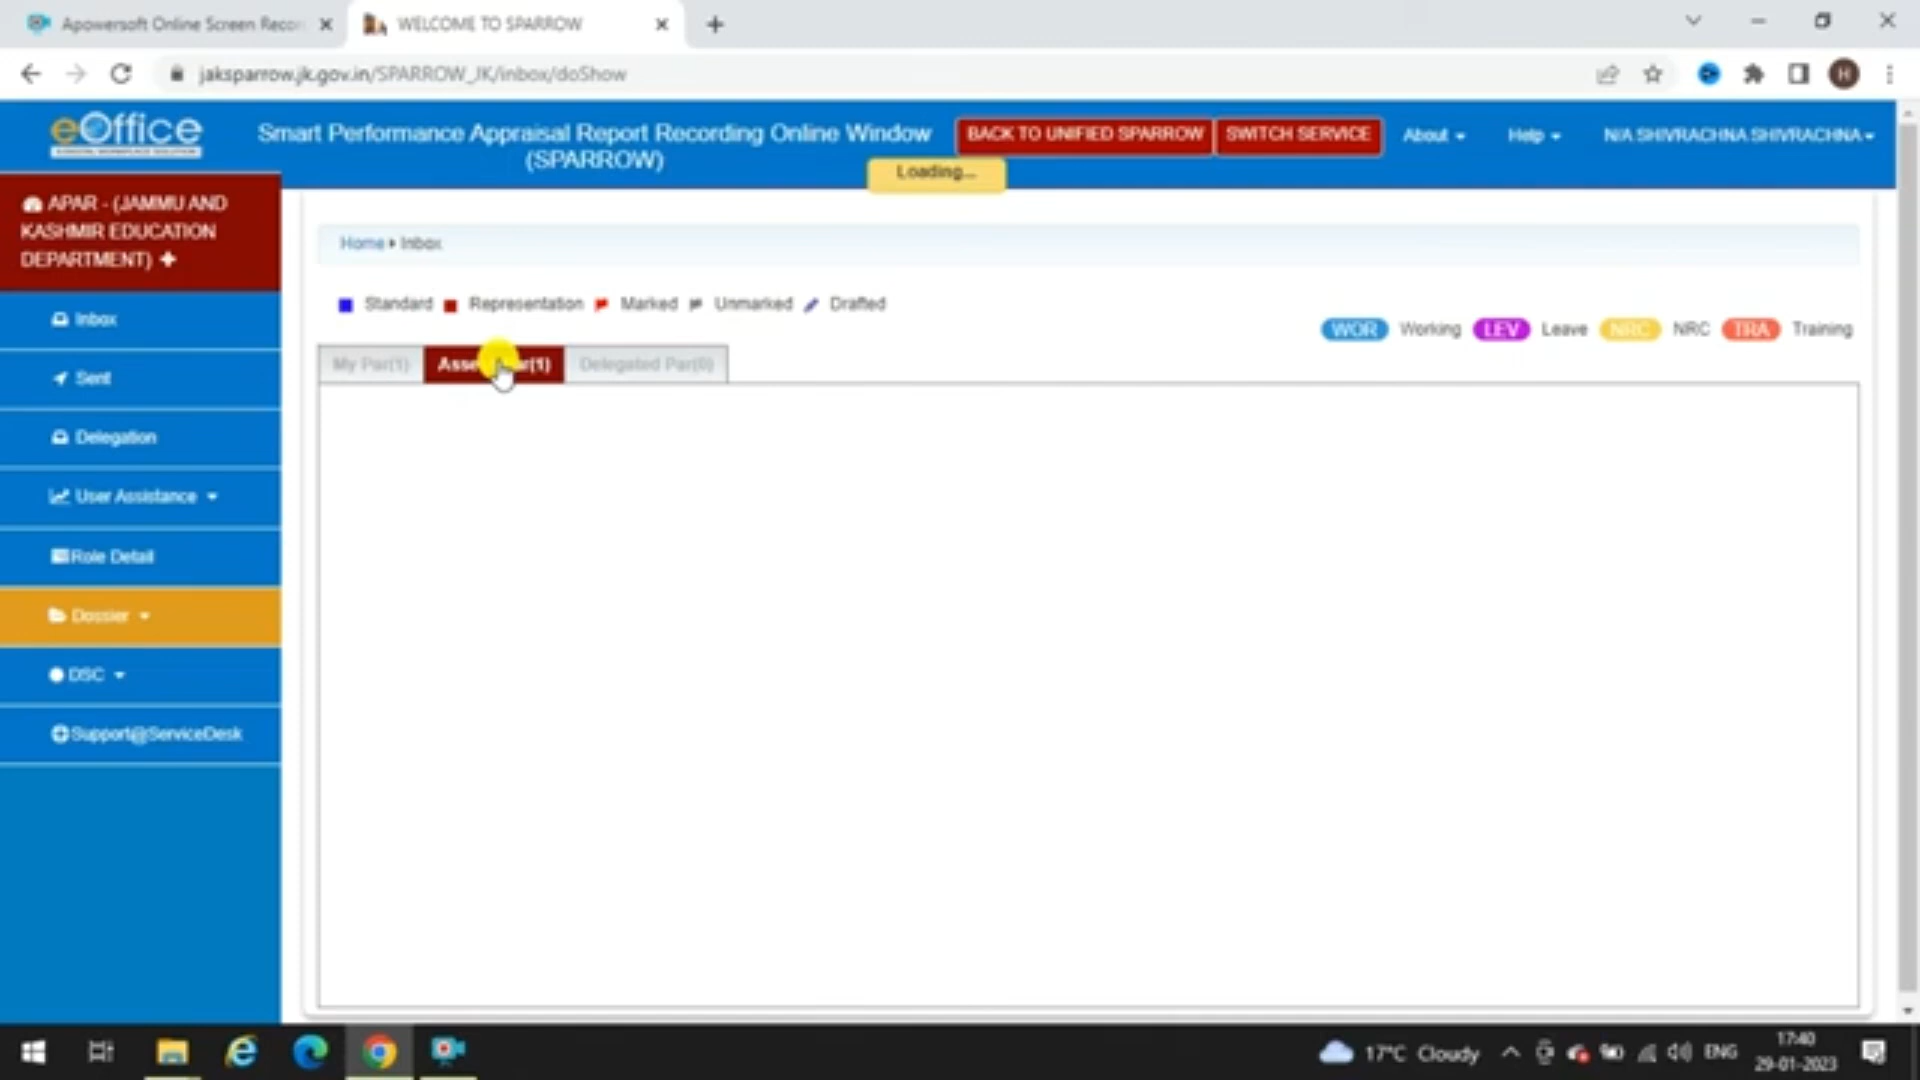 Apowersoft Online Screen Recor
WELCOME TO SPARROW
jaksparrow.jk.gov.in/SPARROW_JK/inbox/doShow
H
eOffice
Smart Performance Appraisal Report Recording Online Window
(SPARROW)
BACK TO UNIFIED SPARROW
SWITCH SERVICE
About
Help
N/A SHIVRACHNA SHIVRACHNA
Loading...
APAR - (JAMMU AND
KASHMIR EDUCATION
DEPARTMENT)
Inbox
Sent
Delegation
User Assistance
Role Detail
Dossier
DSC
Support@ServiceDesk
Home Inbox
Standard Representation Marked Unmarked Drafted
WOR Working LEV Leave NRC NRC TRA Training
My Par(1)
Asse r(1)
Delegated Par(0)
17°C Cloudy
ENG
17:40
29-01-2023